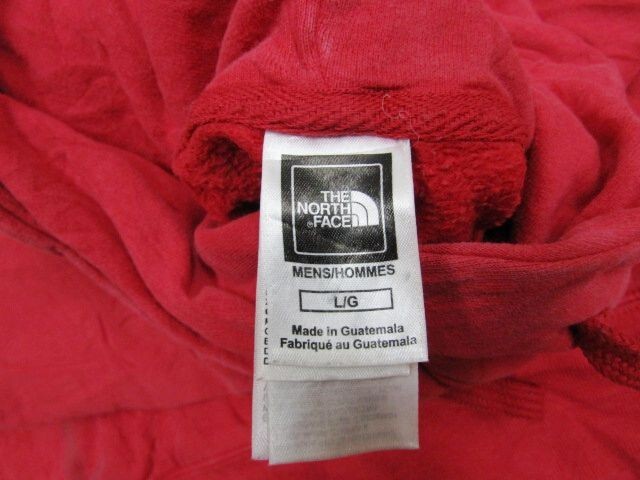 THE
NORTH
FACE
MENS/HOMMES
L/G
Made in Guatemala
Fabriqué au Guatemala